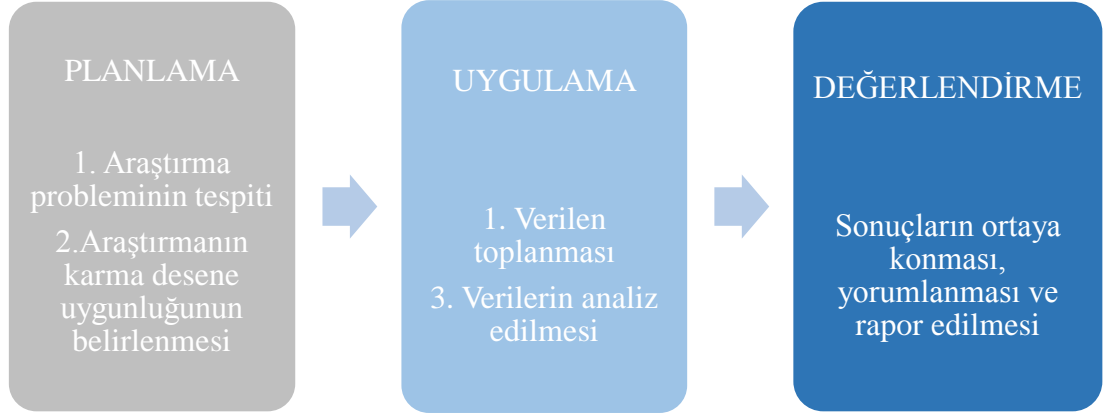 PLANLAMA
1. Araştırma
probleminin tespiti
2.Araştırmanın
karma desene
uygunluğunun
belirlenmesi
UYGULAMA
1. Verilen
toplanması
3. Verilerin analiz
edilmesi
DEĞERLENDİRME
Sonuçların ortaya
konması,
yorumlanması ve
rapor edilmesi